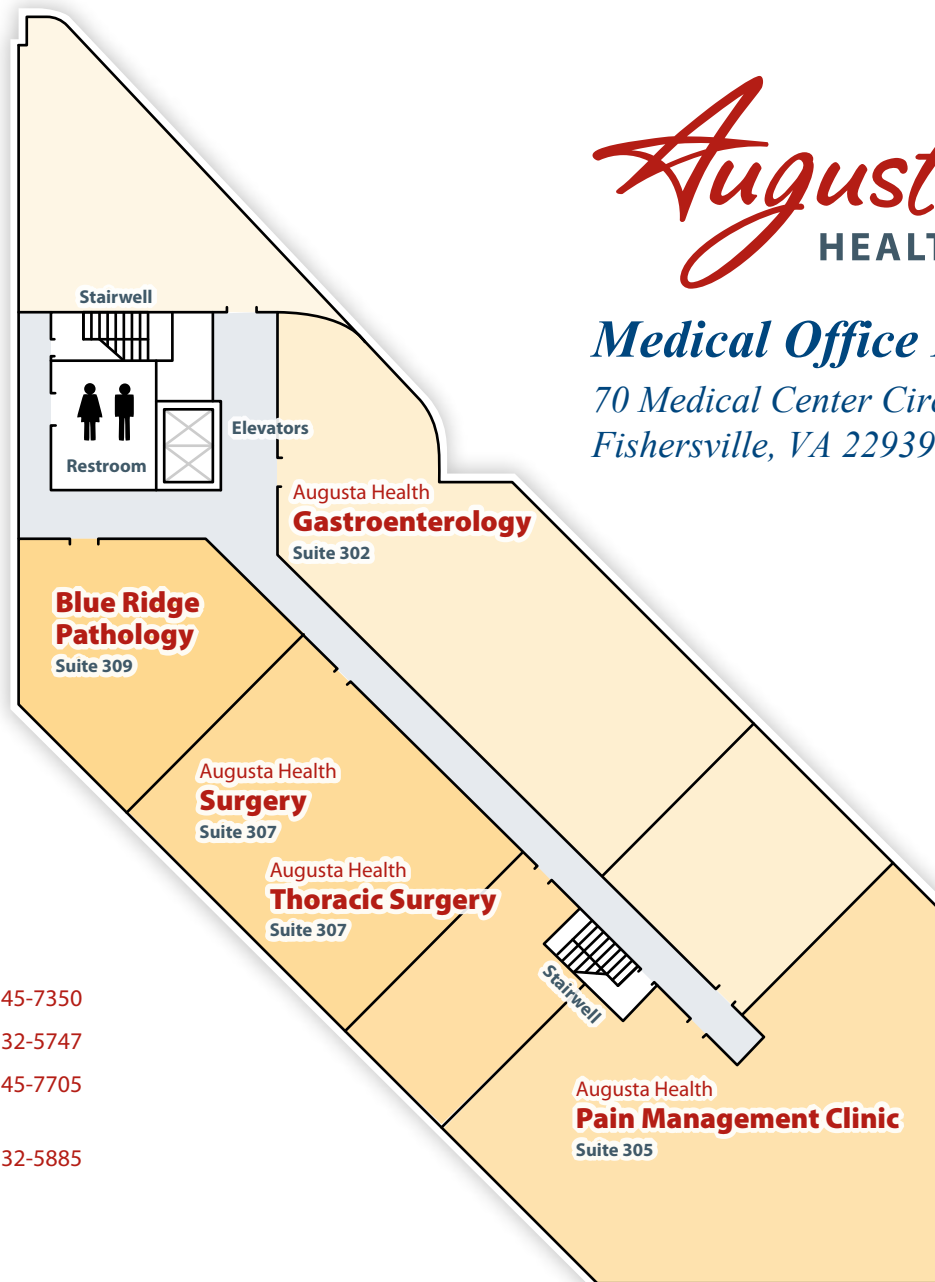 August
HEALT
Medical Office
70 Medical Center Circ
Fishersville, VA 22939
Stairwell
Elevators
Restroom
Augusta Health
Gastroenterology
Suite 302
Blue Ridge
Pathology
Suite 309
Augusta Health
Surgery
Suite 307
Augusta Health
Thoracic Surgery
Suite 307
Stairwell
45-7350
32-5747
45-7705
32-5885
Augusta Health
Pain Management Clinic
Suite 305